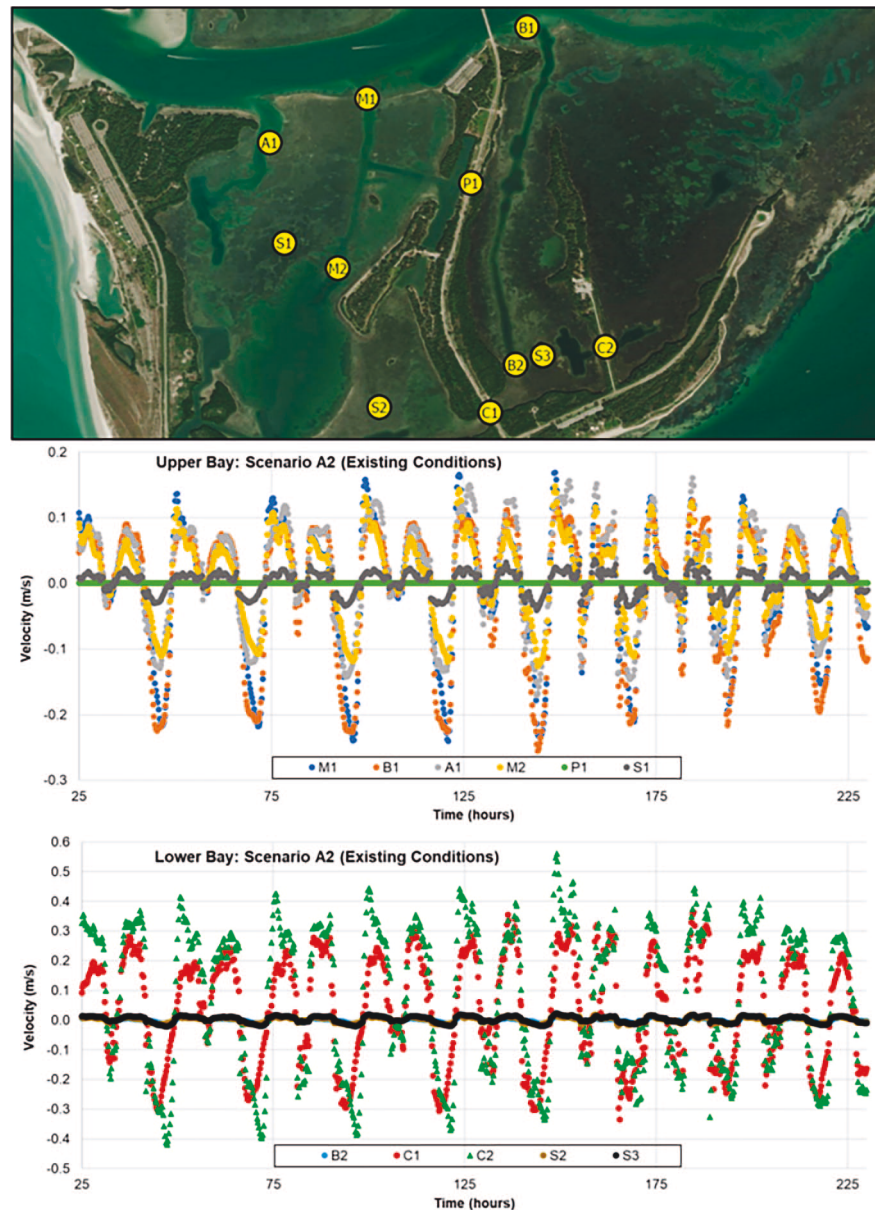 B1
M1
A1
P1
S1
M2
B2
S3
C2
S2
C1
Upper Bay: Scenario A2 (Existing Conditions)
0.2
0.1
0.0
-0.1
-0.2
-0.3
Velocity (m/s)
M1 B1 A1 M2 P1 S1
25 75 125 175 225
Time (hours)
Lower Bay: Scenario A2 (Existing Conditions)
0.6
0.5
0.4
0.3
0.2
0.1
0.0
-0.1
-0.2
-0.3
-0.4
-0.5
Velocity (m/s)
B2 C1 C2 S2 S3
25 75 125 175 225
Time (hours)